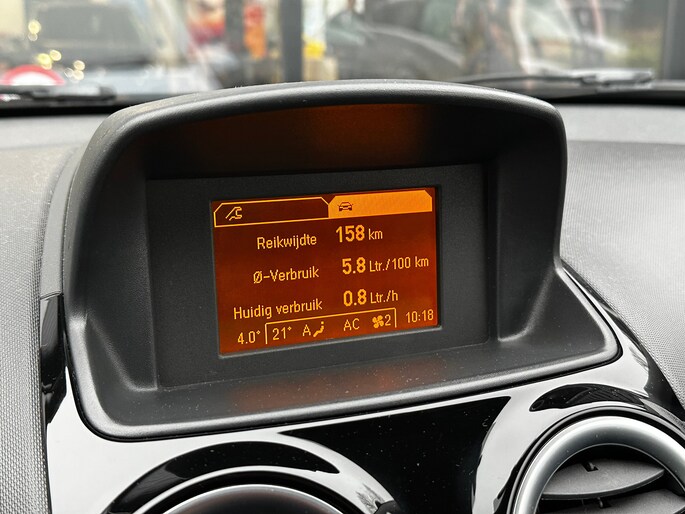 Reikwijdte 158 km
Ø-Verbruik 5.8 Ltr./100 km
Huidig verbruik 0.8 Ltr./h
4.0° 21° A AC 2 10:18